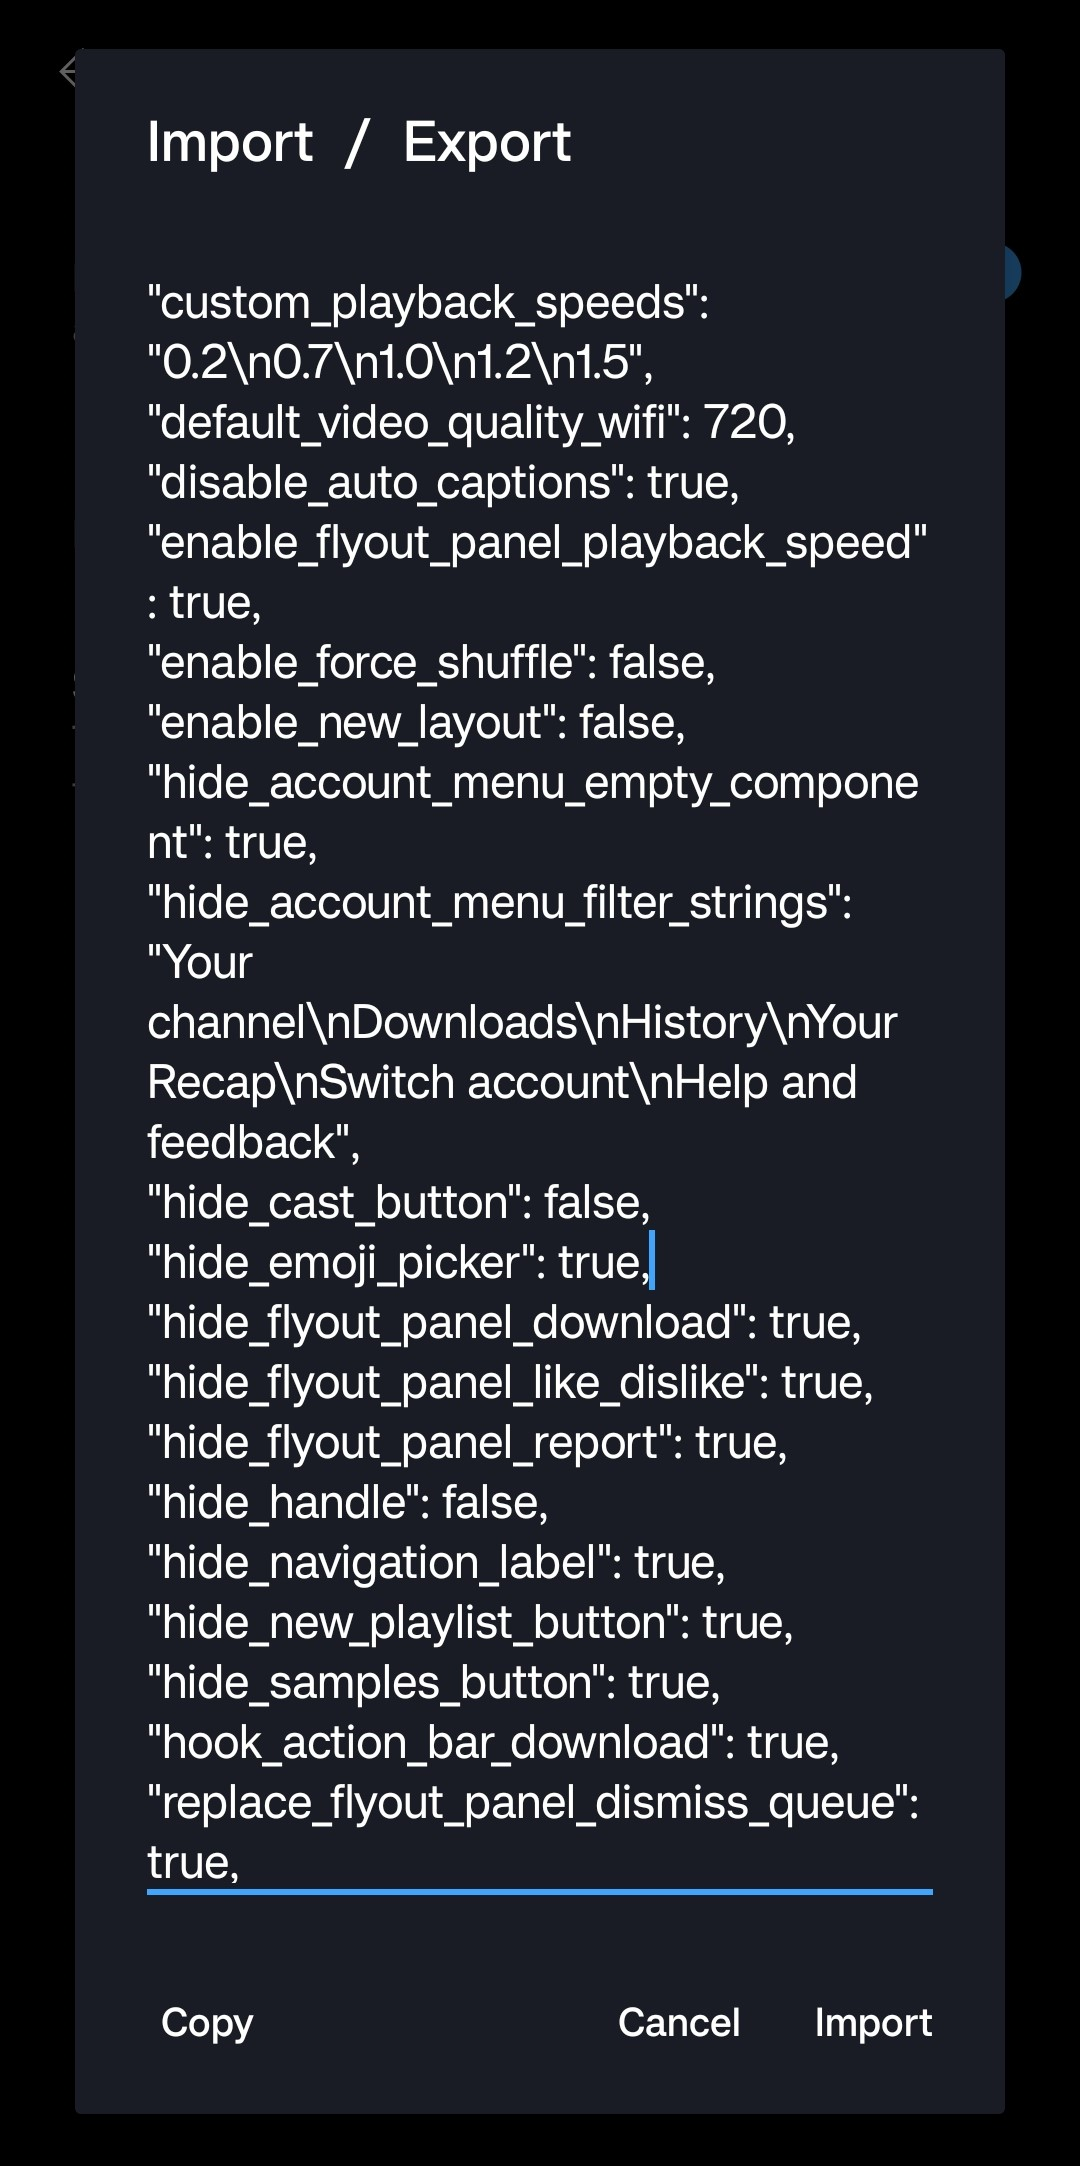 Import / Export
"custom_playback_speeds":
"0.2\n0.7\n1.0\n1.2\n1.5",
"default_video_quality_wifi": 720,
"disable_auto_captions": true,
"enable_flyout_panel_playback_speed"
: true,
"enable_force_shuffle": false,
"enable_new_layout": false,
"hide_account_menu_empty_compone
nt": true,
"hide_account_menu_filter_strings":
"Your
channel\nDownloads\nHistory\nYour
Recap\nSwitch account\nHelp and
feedback",
"hide_cast_button": false,
"hide_emoji_picker": true,
"hide_flyout_panel_download": true,
"hide_flyout_panel_like_dislike": true,
"hide_flyout_panel_report": true,
"hide_handle": false,
"hide_navigation_label": true,
"hide_new_playlist_button": true,
"hide_samples_button": true,
"hook_action_bar_download": true,
"replace_flyout_panel_dismiss_queue":
true,
Copy Cancel Import